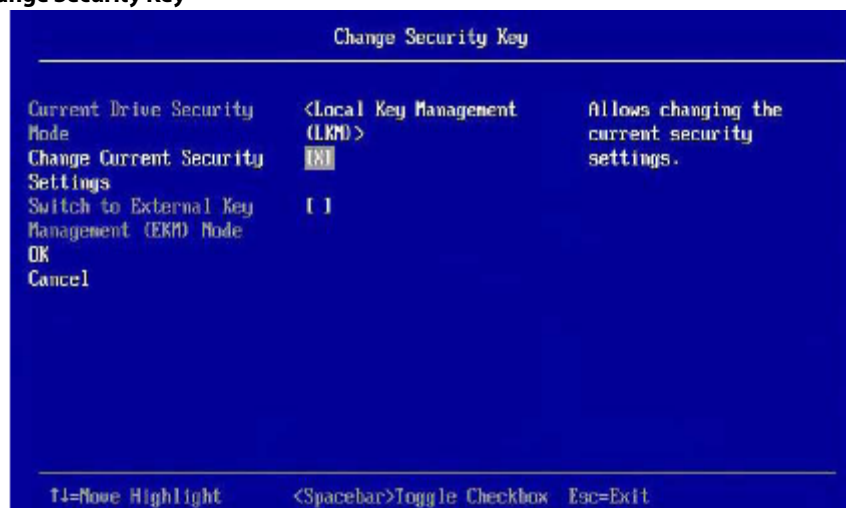 Change Security Key
Current Drive Security Mode
<Local Key Management (LKM)>
Allows changing the current security settings.
Change Current Security Settings
[X]
Switch to External Key Management (EKM) Mode
[ ]
OK
Cancel
↑↓=Move Highlight
<Spacebar>Toggle Checkbox
Esc=Exit